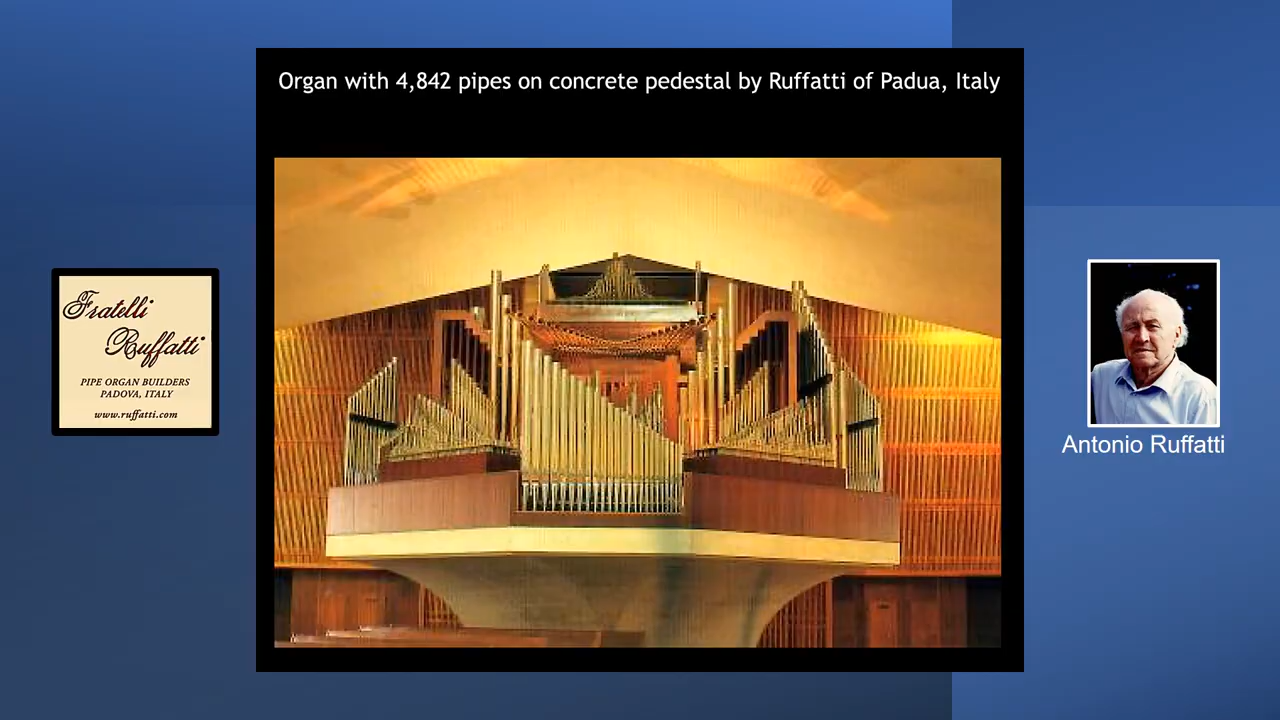 Organ with 4,842 pipes on concrete pedestal by Ruffatti of Padua, Italy
Fratelli
Ruffatti
PIPE ORGAN BUILDERS
PADOVA, ITALY
www.ruffatti.com
Antonio Ruffatti